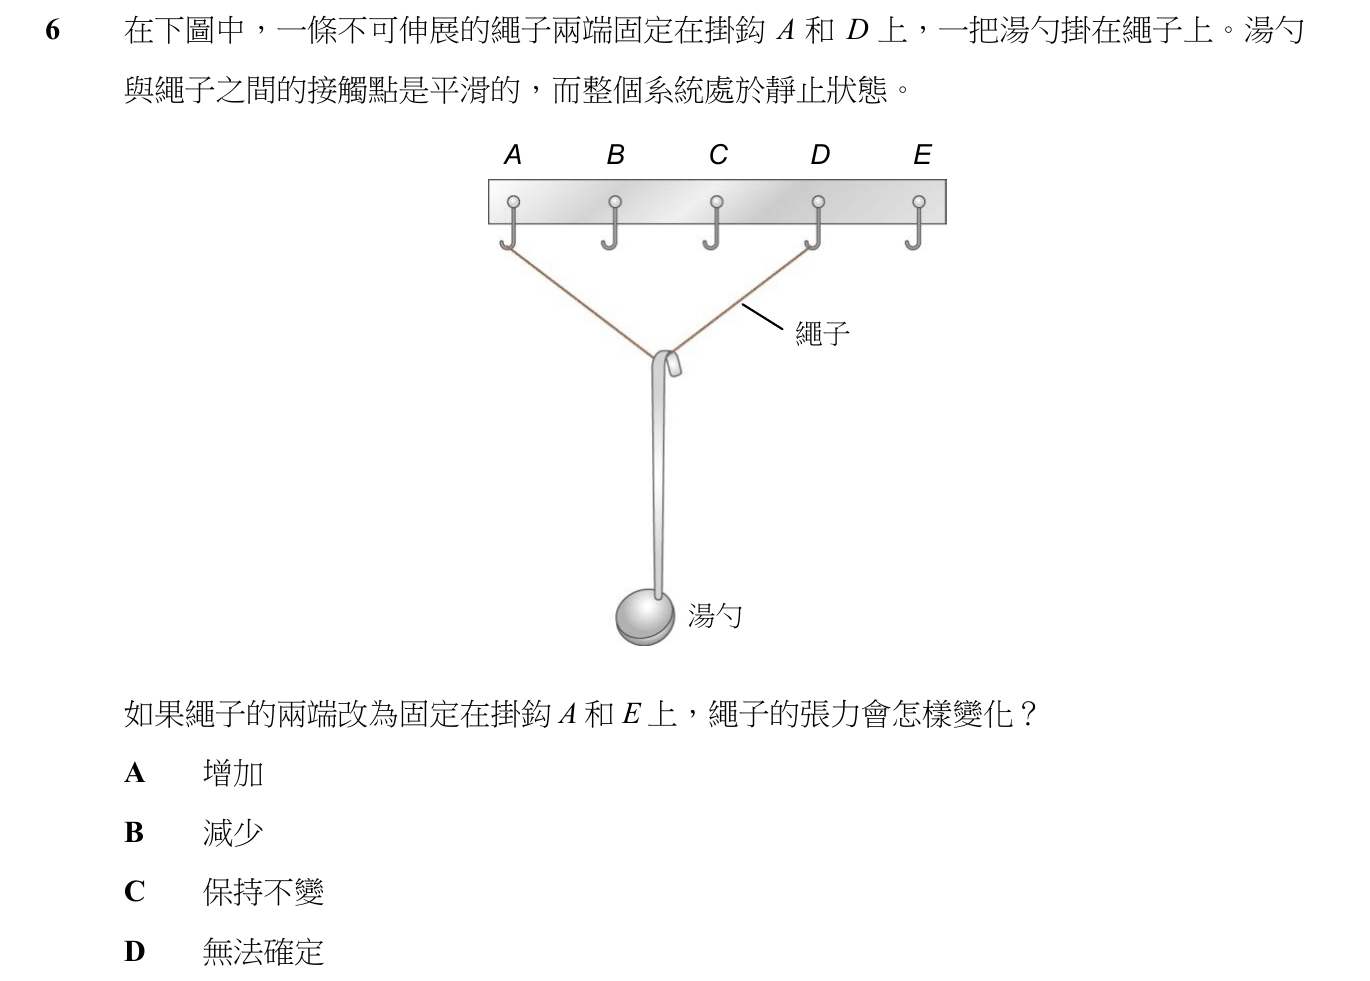 6 在下圖中，一條不可伸展的繩子兩端固定在掛鈎 A 和 D 上，一把湯勺掛在繩子上。湯勺
與繩子之間的接觸點是平滑的，而整個系統處於靜止狀態。
A B C D E
繩子
湯勺
如果繩子的兩端改為固定在掛鈎 A 和 E 上，繩子的張力會怎樣變化？
A 增加
B 減少
C 保持不變
D 無法確定